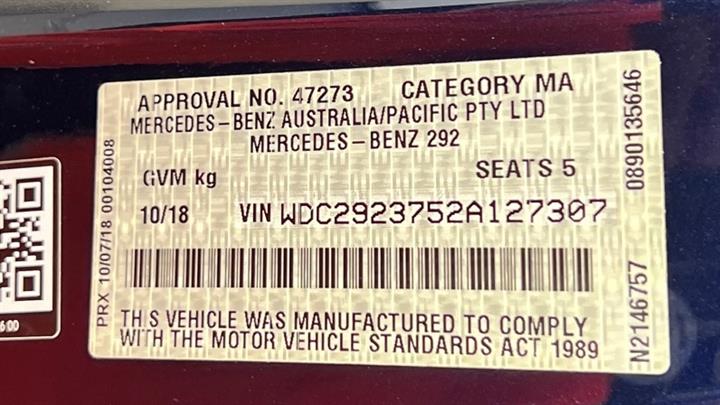 APPROVAL NO. 47273 CATEGORY MA
MERCEDES-BENZ AUSTRALIA/PACIFIC PTY LTD
MERCEDES-BENZ 292
GVM kg SEATS 5
10/18 VIN WDC2923752A127307
TH S VEHICLE WAS MANUFACTURED TO COMPLY
WITH THE MOTOR VEHICLE STANDARDS ACT 1989
PRX 10/07/18 00104008
EN2146757 0890135646